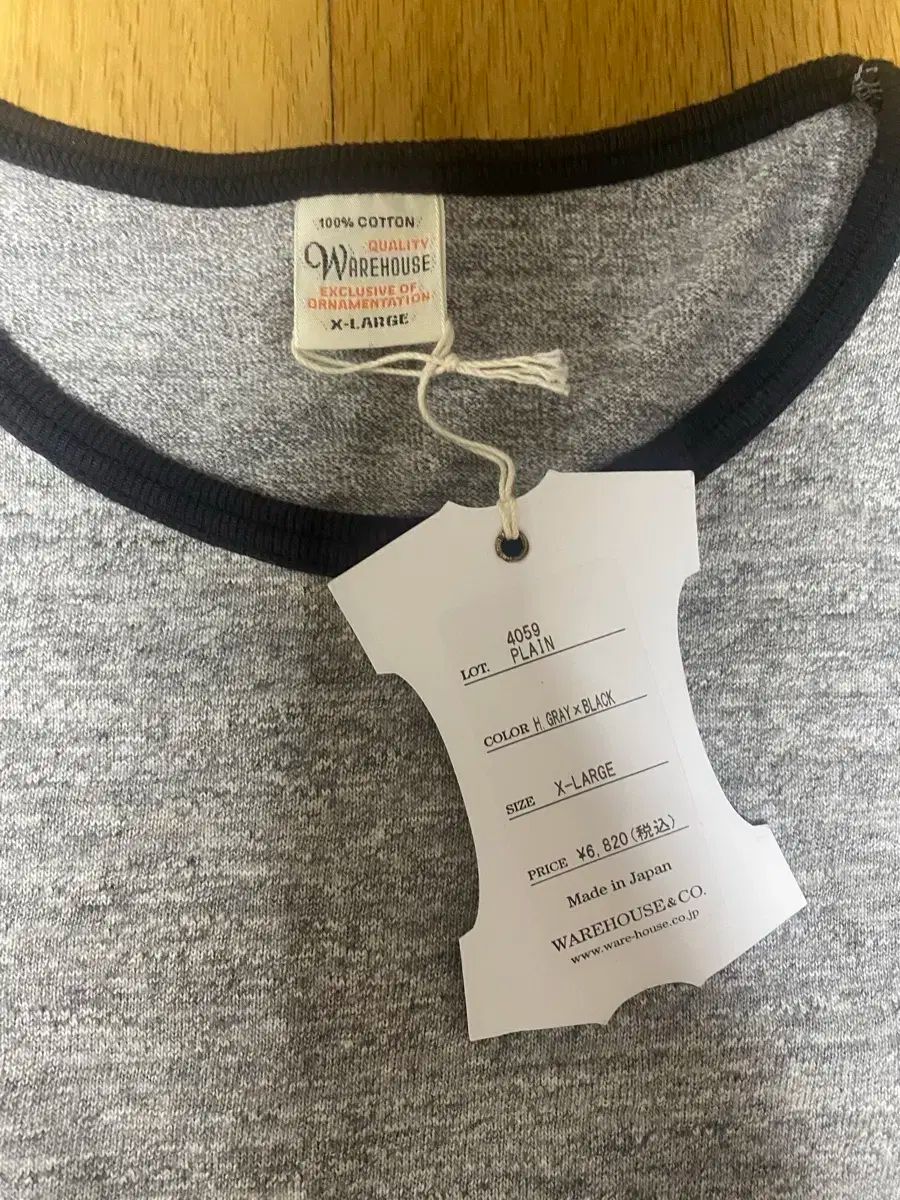 100% COTTON
QUALITY
WAREHOUSE
EXCLUSIVE OF
ORNAMENTATION
X-LARGE
4059
LOT. PLAIN
COLOR H.GRAY×BLACK
SIZE X-LARGE
PRICE ¥6,820(税込)
Made in Japan
WAREHOUSE & CO.
www.ware-house.co.jp